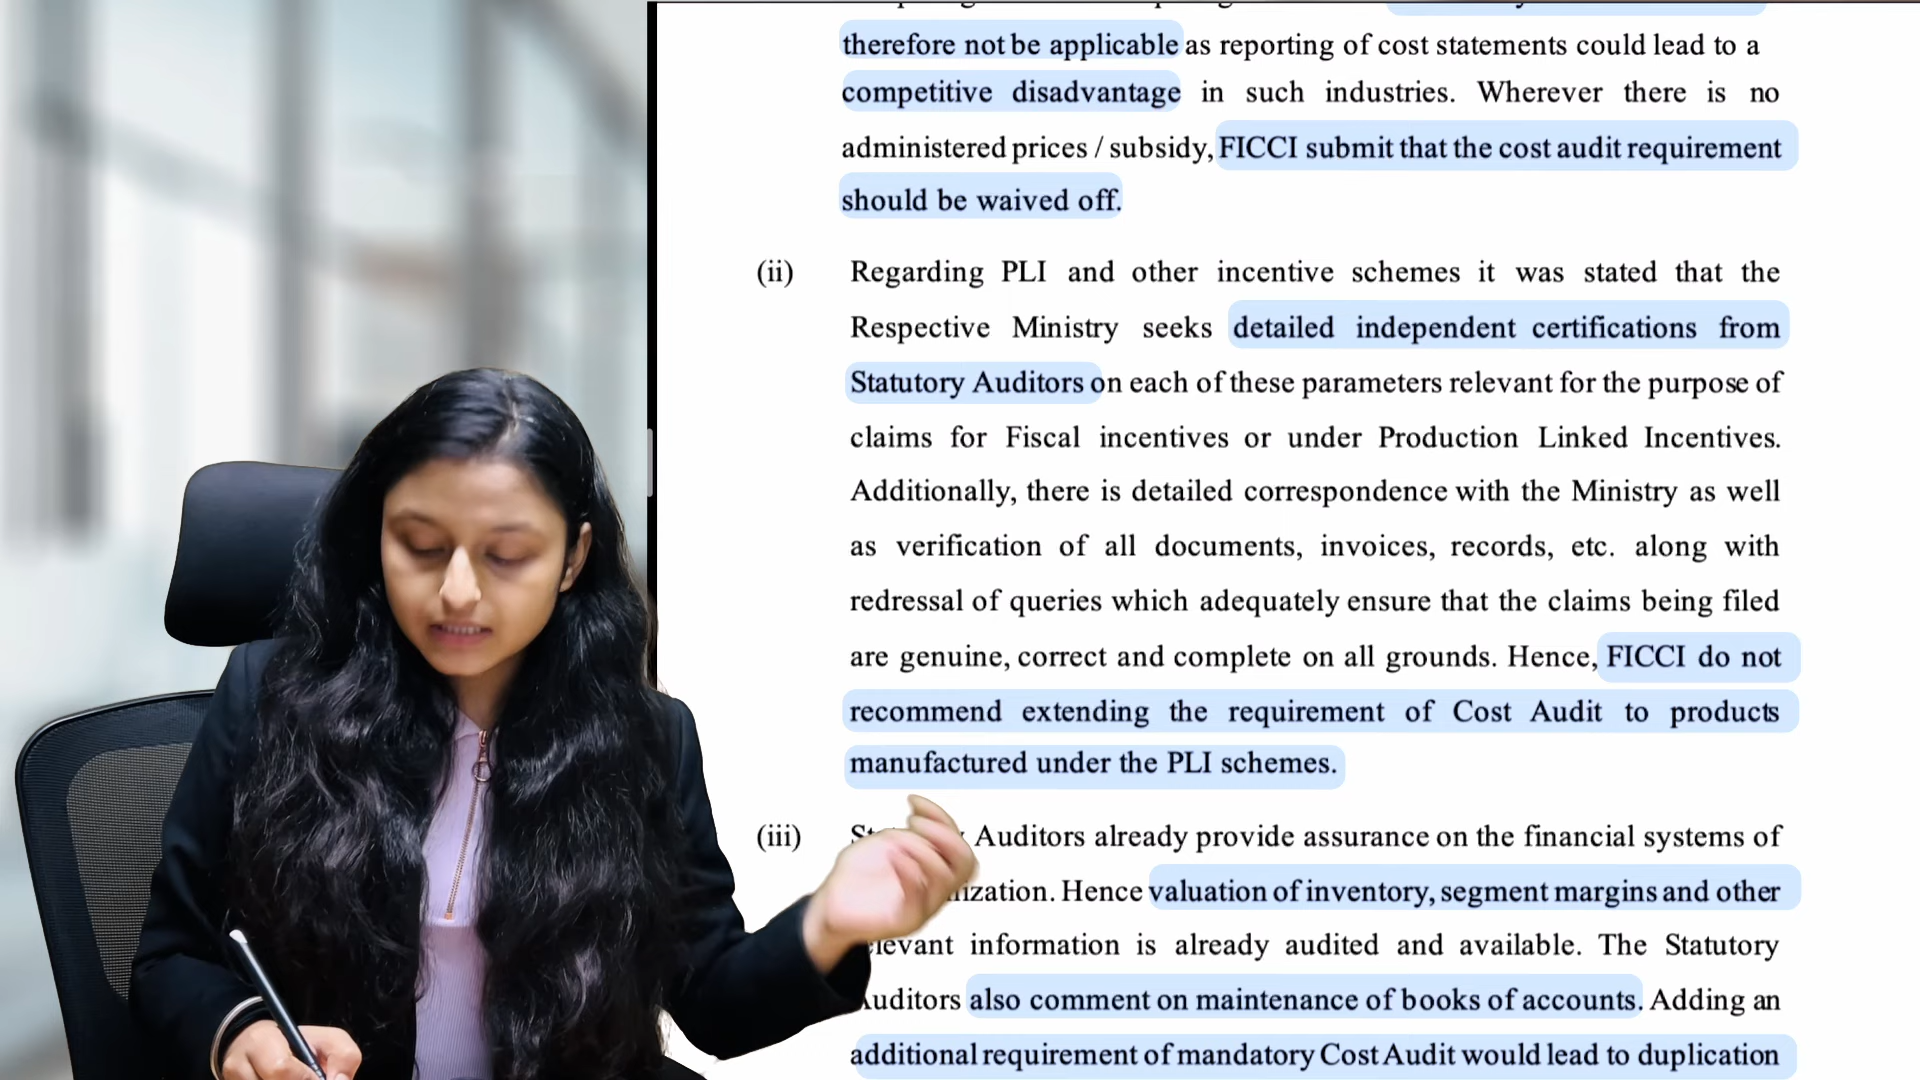 therefore not be applicable as reporting of cost statements could lead to a
competitive disadvantage in such industries. Wherever there is no
administered prices / subsidy, FICCI submit that the cost audit requirement
should be waived off.
(ii) Regarding PLI and other incentive schemes it was stated that the
Respective Ministry seeks detailed independent certifications from
Statutory Auditors on each of these parameters relevant for the purpose of
claims for Fiscal incentives or under Production Linked Incentives.
Additionally, there is detailed correspondence with the Ministry as well
as verification of all documents, invoices, records, etc. along with
redressal of queries which adequately ensure that the claims being filed
are genuine, correct and complete on all grounds. Hence, FICCI do not
recommend extending the requirement of Cost Audit to products
manufactured under the PLI schemes.
(iii) Auditors already provide assurance on the financial systems of
Hence valuation of inventory, segment margins and other
information is already audited and available. The Statutory
Auditors also comment on maintenance of books of accounts. Adding an
additional requirement of mandatory Cost Audit would lead to duplication